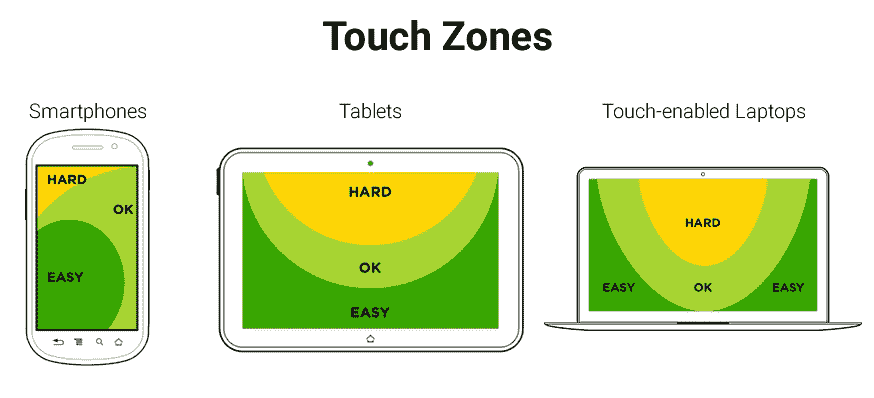 Touch Zones
Smartphones
HARD
OK
EASY
Tablets
HARD
OK
EASY
Touch-enabled Laptops
HARD
EASY OK EASY